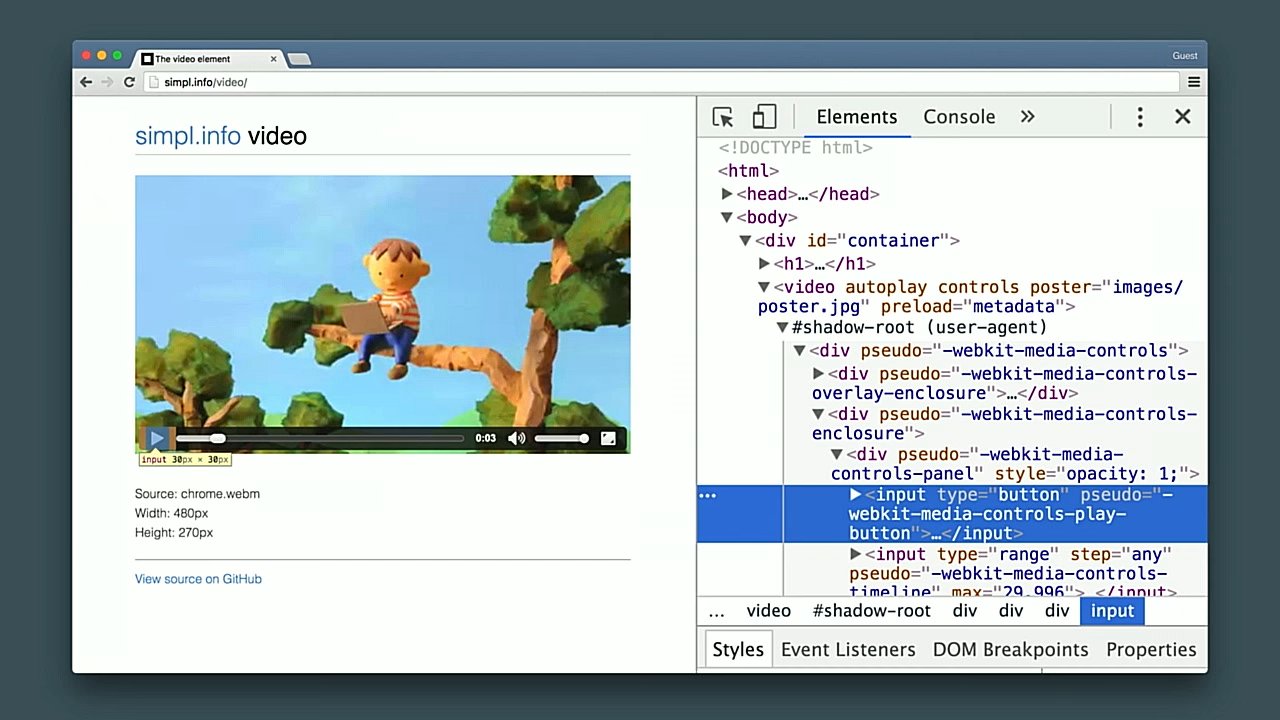 The video element
Guest
simpl.info/video/
simpl.info video
0:03
input 30px × 30px
Source: chrome.webm
Width: 480px
Height: 270px
View source on GitHub
Elements Console »
<!DOCTYPE html>
<html>
▶<head>…</head>
▼<body>
▼<div id="container">
▶<h1>…</h1>
▼<video autoplay controls poster="images/
poster.jpg" preload="metadata">
▼#shadow-root (user-agent)
▼<div pseudo="-webkit-media-controls">
▶<div pseudo="-webkit-media-controls-
overlay-enclosure">…</div>
▼<div pseudo="-webkit-media-controls-
enclosure">
▼<div pseudo="-webkit-media-
controls-panel" style="opacity: 1;">
… ▶<input type="button" pseudo="-
webkit-media-controls-play-
button">…</input>
▶<input type="range" step="any"
pseudo="-webkit-media-controls-
timeline" max="29.996">…</input>
… video #shadow-root div div div input
Styles Event Listeners DOM Breakpoints Properties